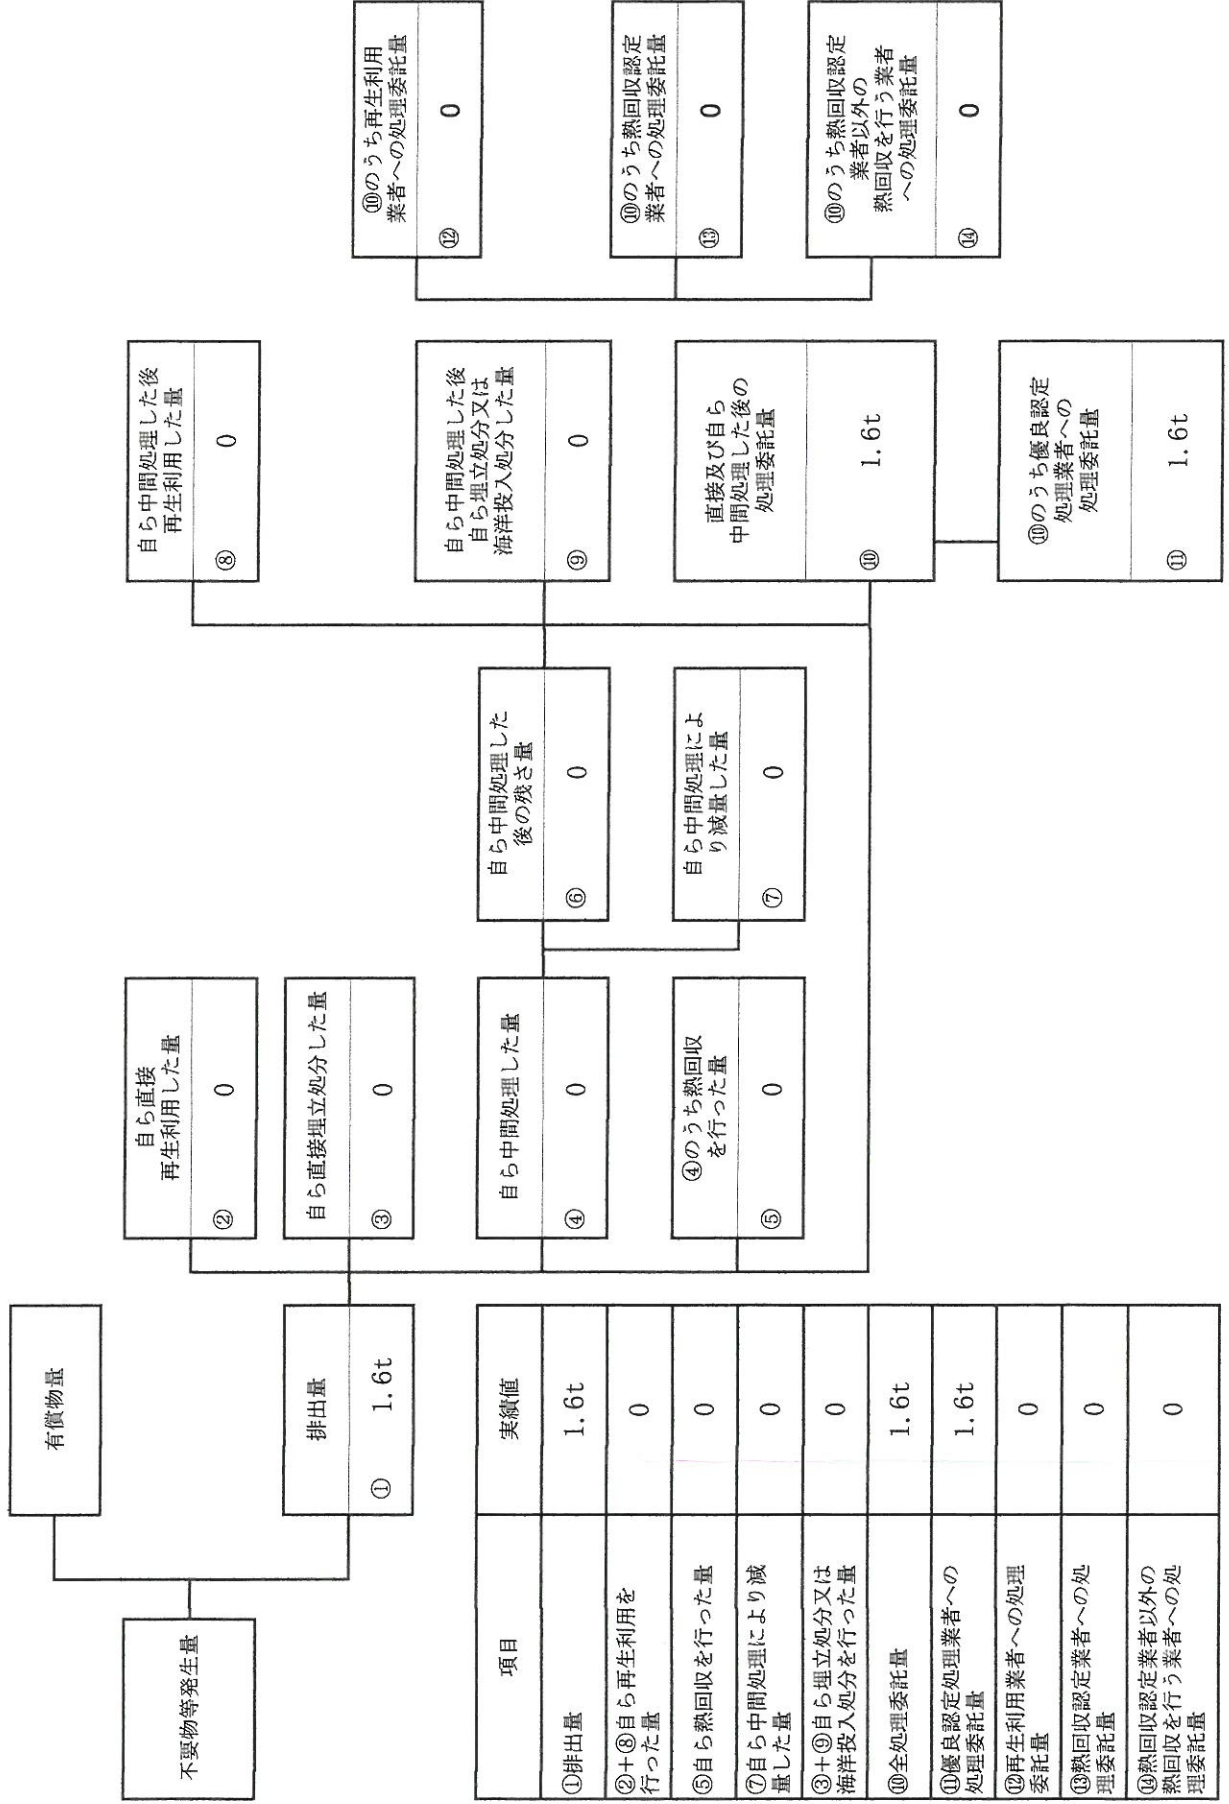 不要物等発生量
有償物量
排出量
① 1.6t
自ら直接
再生利用した量
② 0
自ら直接埋立処分した量
③ 0
自ら中間処理した量
④ 0
④のうち熱回収
を行った量
⑤ 0
自ら中間処理した
後の残さ量
⑥ 0
自ら中間処理によ
り減量した量
⑦ 0
自ら中間処理した後
再生利用した量
⑧ 0
自ら中間処理した後
自ら埋立処分又は
海洋投入処分した量
⑨ 0
直接及び自ら
中間処理した後の
処理委託量
⑩ 1.6t
⑩のうち優良認定
処理業者への
処理委託量
⑪ 1.6t
⑩のうち再生利用
業者への処理委託量
⑫ 0
⑩のうち熱回収認定
業者への処理委託量
⑬ 0
⑩のうち熱回収認定
業者以外の
熱回収を行う業者
への処理委託量
⑭ 0
項目 実績値
①排出量 1.6t
②+⑧自ら再生利用を
行った量 0
⑤自ら熱回収を行った量 0
⑦自ら中間処理により減
量した量 0
③+⑨自ら埋立処分又は
海洋投入処分を行った量 0
⑩全処理委託量 1.6t
⑪優良認定処理業者への
処理委託量 1.6t
⑫再生利用業者への処理
委託量 0
⑬熱回収認定業者への処
理委託量 0
⑭熱回収認定業者以外の
熱回収を行う業者への処
理委託量 0